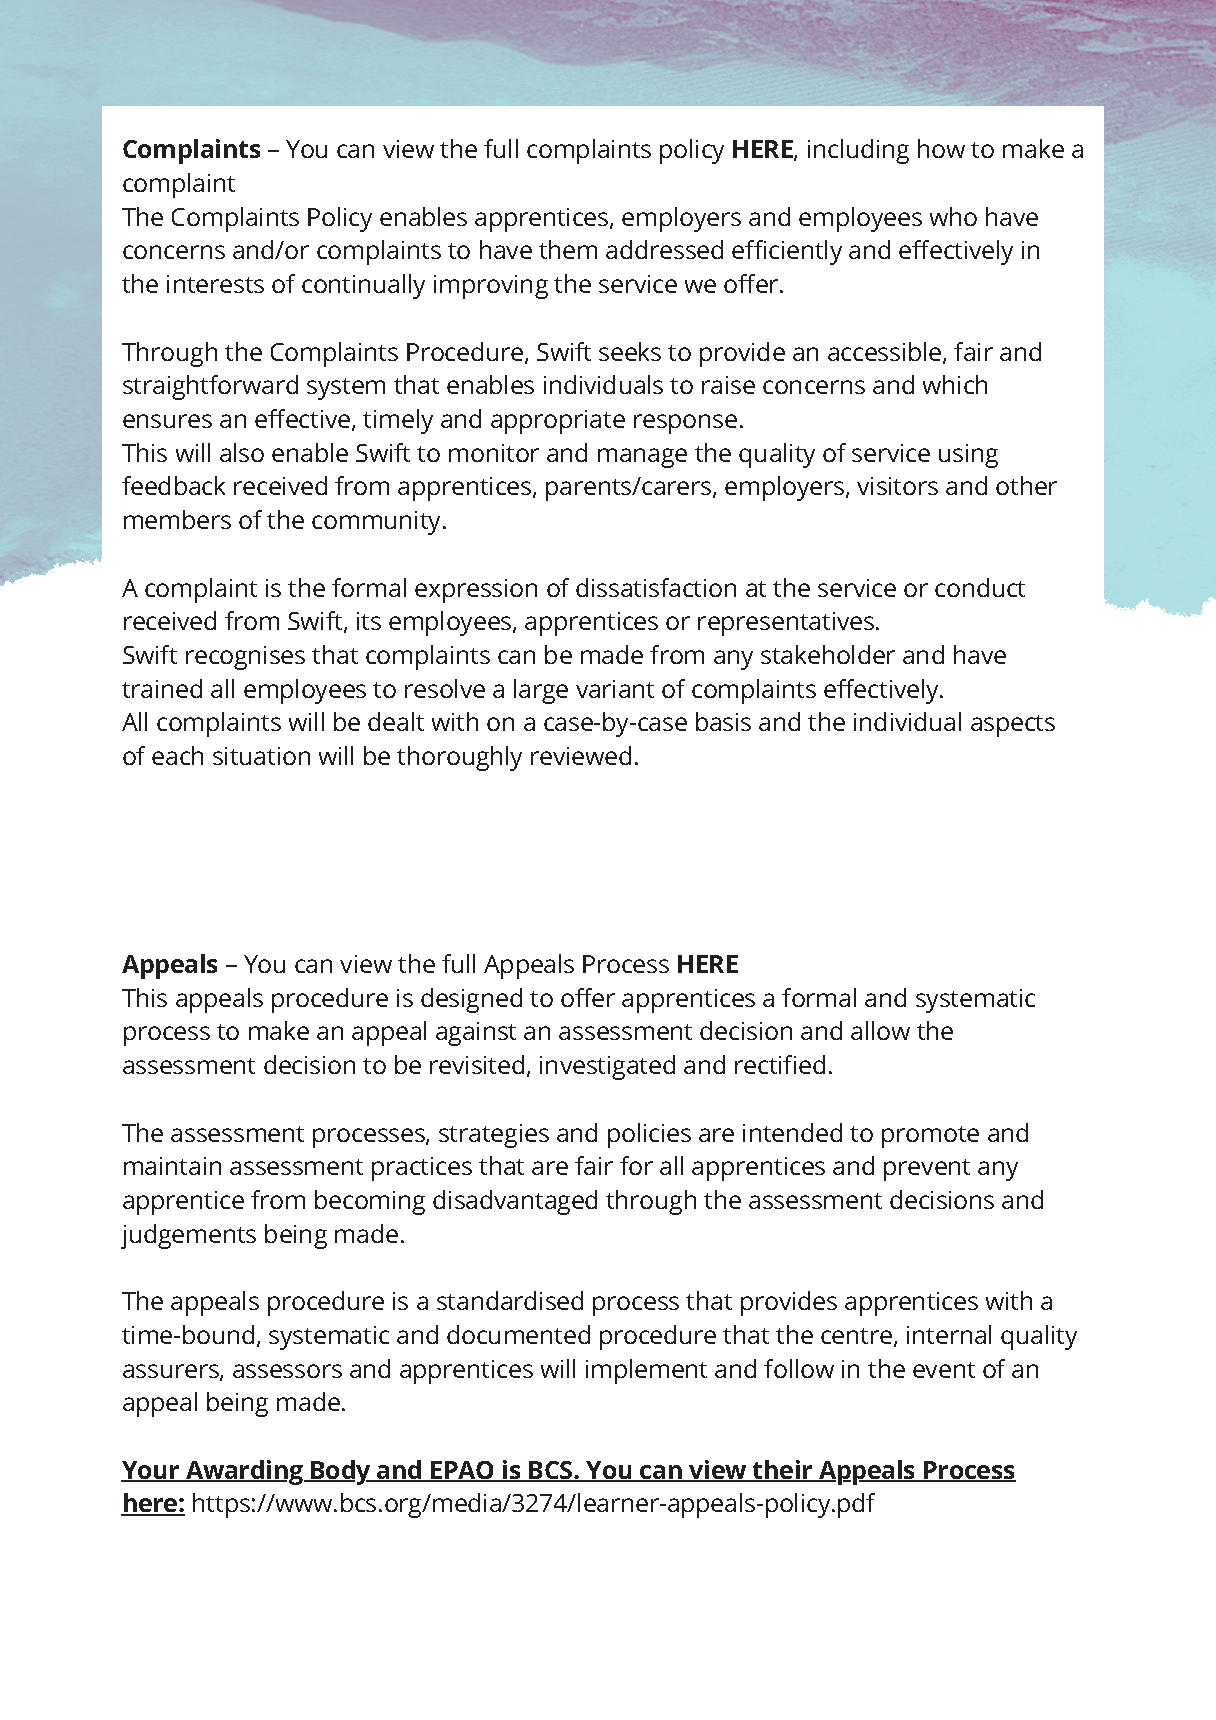 Complaints – You can view the full complaints policy HERE, including how to make a
complaint
The Complaints Policy enables apprentices, employers and employees who have
concerns and/or complaints to have them addressed efficiently and effectively in
the interests of continually improving the service we offer.
Through the Complaints Procedure, Swift seeks to provide an accessible, fair and
straightforward system that enables individuals to raise concerns and which
ensures an effective, timely and appropriate response.
This will also enable Swift to monitor and manage the quality of service using
feedback received from apprentices, parents/carers, employers, visitors and other
members of the community.
A complaint is the formal expression of dissatisfaction at the service or conduct
received from Swift, its employees, apprentices or representatives.
Swift recognises that complaints can be made from any stakeholder and have
trained all employees to resolve a large variant of complaints effectively.
All complaints will be dealt with on a case-by-case basis and the individual aspects
of each situation will be thoroughly reviewed.
Appeals – You can view the full Appeals Process HERE
This appeals procedure is designed to offer apprentices a formal and systematic
process to make an appeal against an assessment decision and allow the
assessment decision to be revisited, investigated and rectified.
The assessment processes, strategies and policies are intended to promote and
maintain assessment practices that are fair for all apprentices and prevent any
apprentice from becoming disadvantaged through the assessment decisions and
judgements being made.
The appeals procedure is a standardised process that provides apprentices with a
time-bound, systematic and documented procedure that the centre, internal quality
assurers, assessors and apprentices will implement and follow in the event of an
appeal being made.
Your Awarding Body and EPAO is BCS. You can view their Appeals Process
here: https://www.bcs.org/media/3274/learner-appeals-policy.pdf